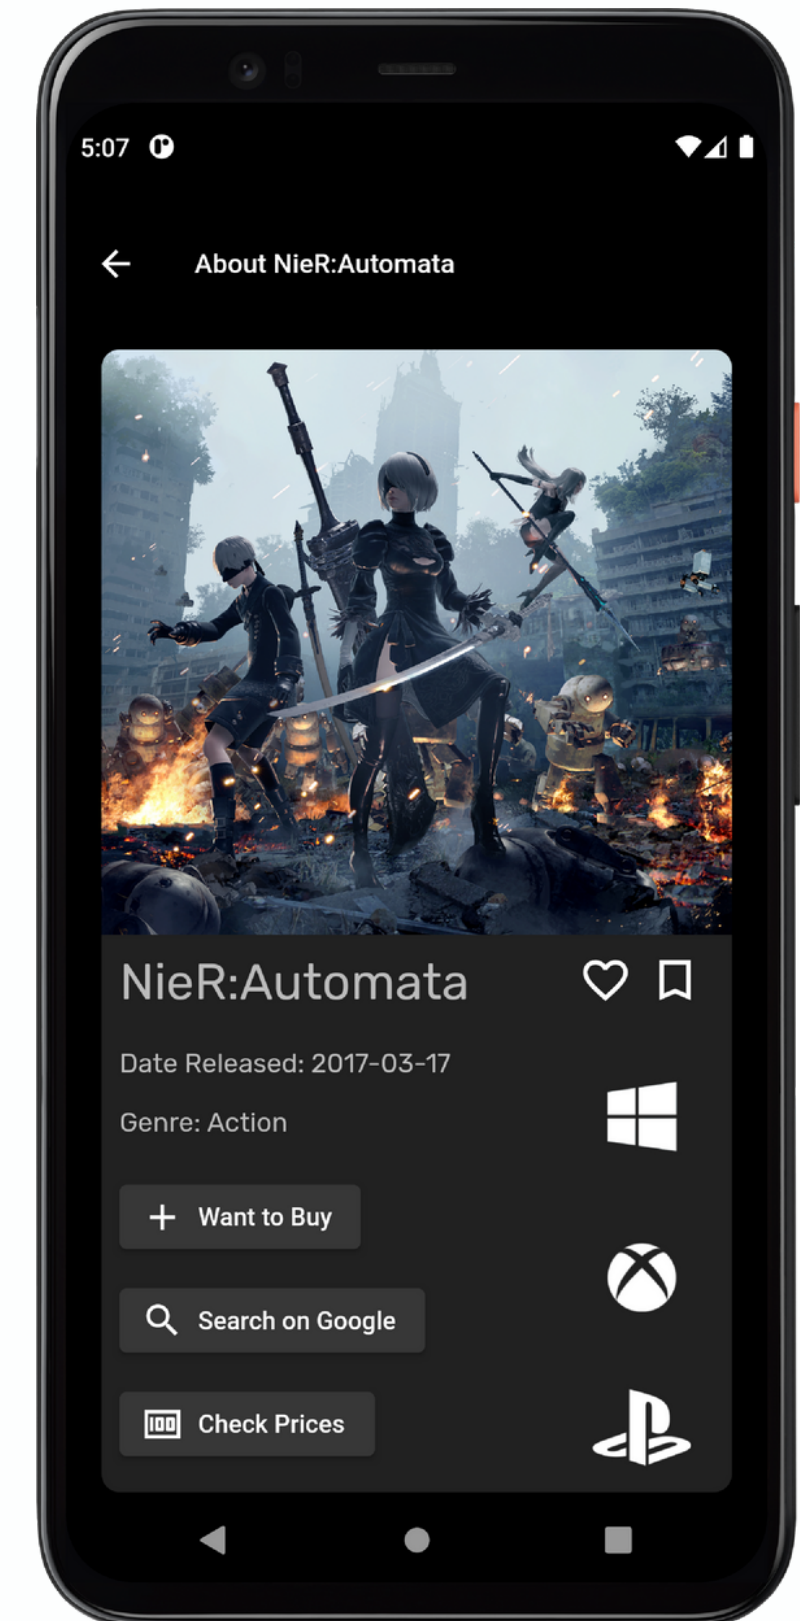 5:07
About NieR:Automata
NieR:Automata
Date Released: 2017-03-17
Genre: Action
Want to Buy
Search on Google
100 Check Prices